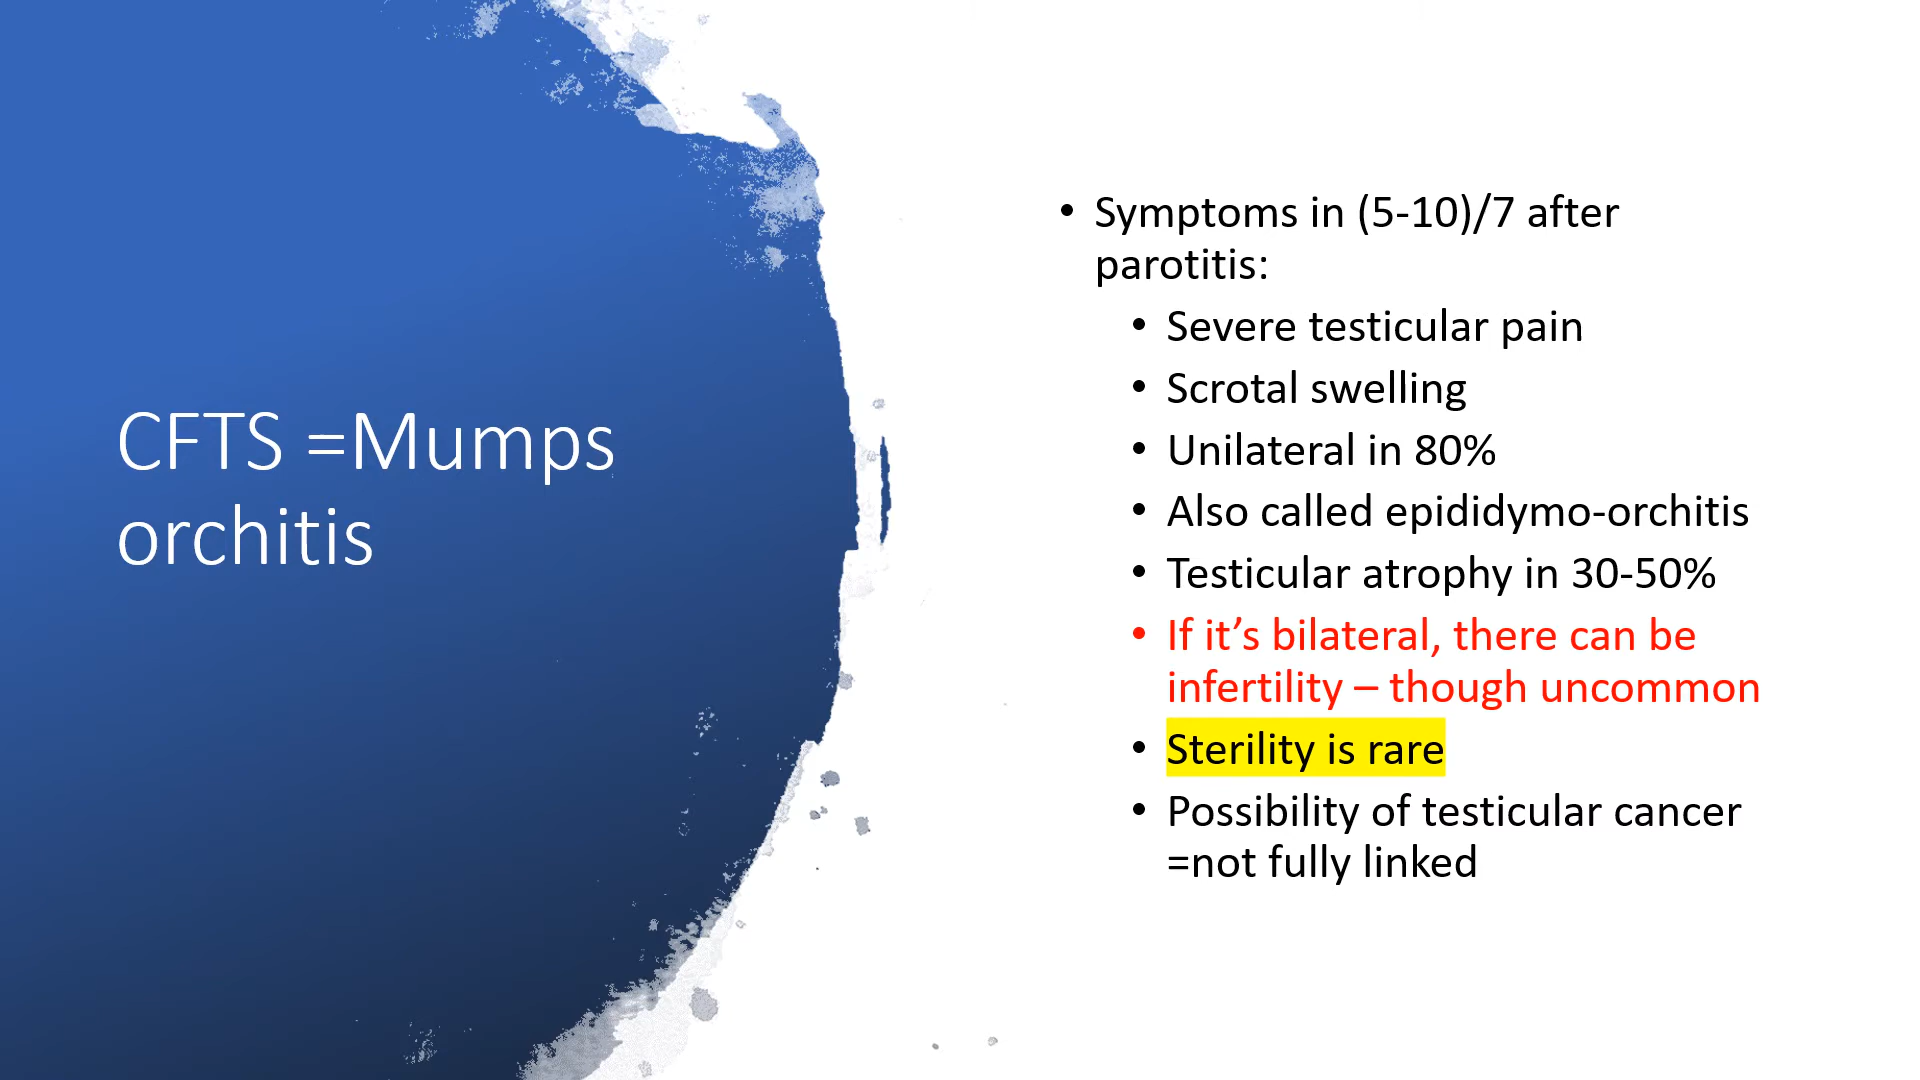 CFTS =Mumps
orchitis
• Symptoms in (5-10)/7 after
parotitis:
• Severe testicular pain
• Scrotal swelling
• Unilateral in 80%
• Also called epididymo-orchitis
• Testicular atrophy in 30-50%
• If it’s bilateral, there can be
infertility – though uncommon
• Sterility is rare
• Possibility of testicular cancer
=not fully linked